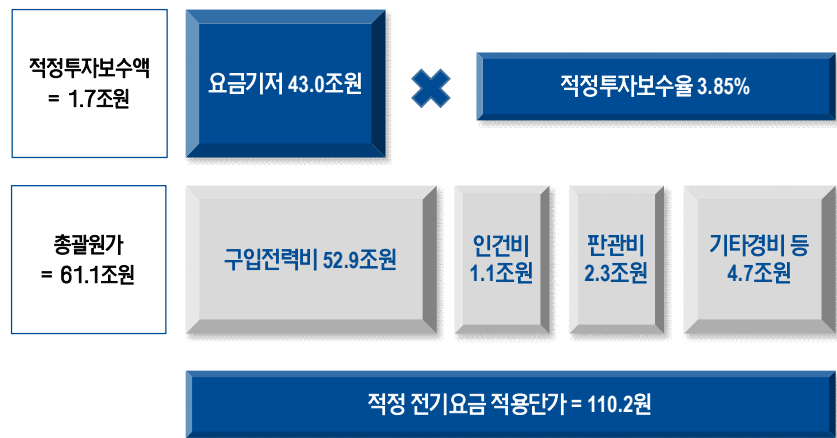 적정투자보수액
= 1.7조원
요금기저 43.0조원
적정투자보수율 3.85%
총괄원가
= 61.1조원
구입전력비 52.9조원
인건비
1.1조원
판관비
2.3조원
기타경비 등
4.7조원
적정 전기요금 적용단가 = 110.2원